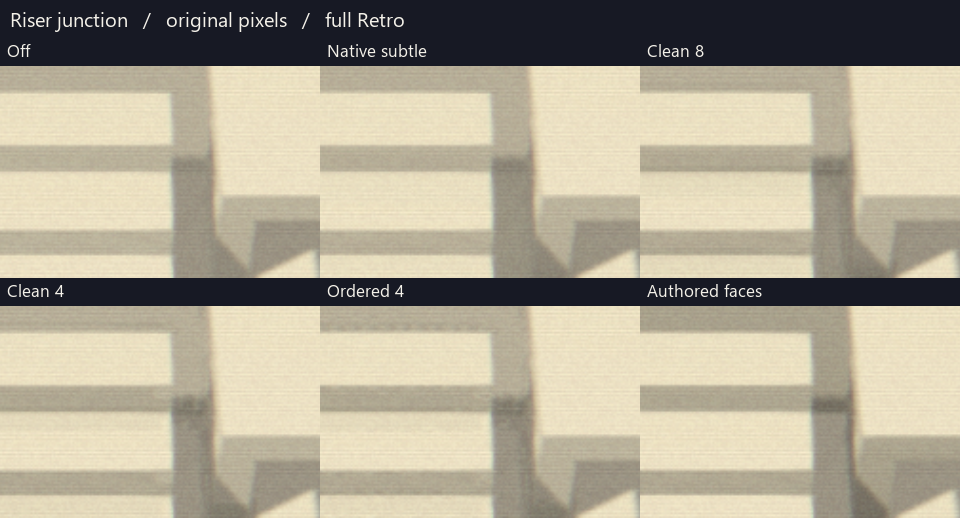 Riser junction / original pixels / full Retro
Off Native subtle Clean 8
Clean 4 Ordered 4 Authored faces